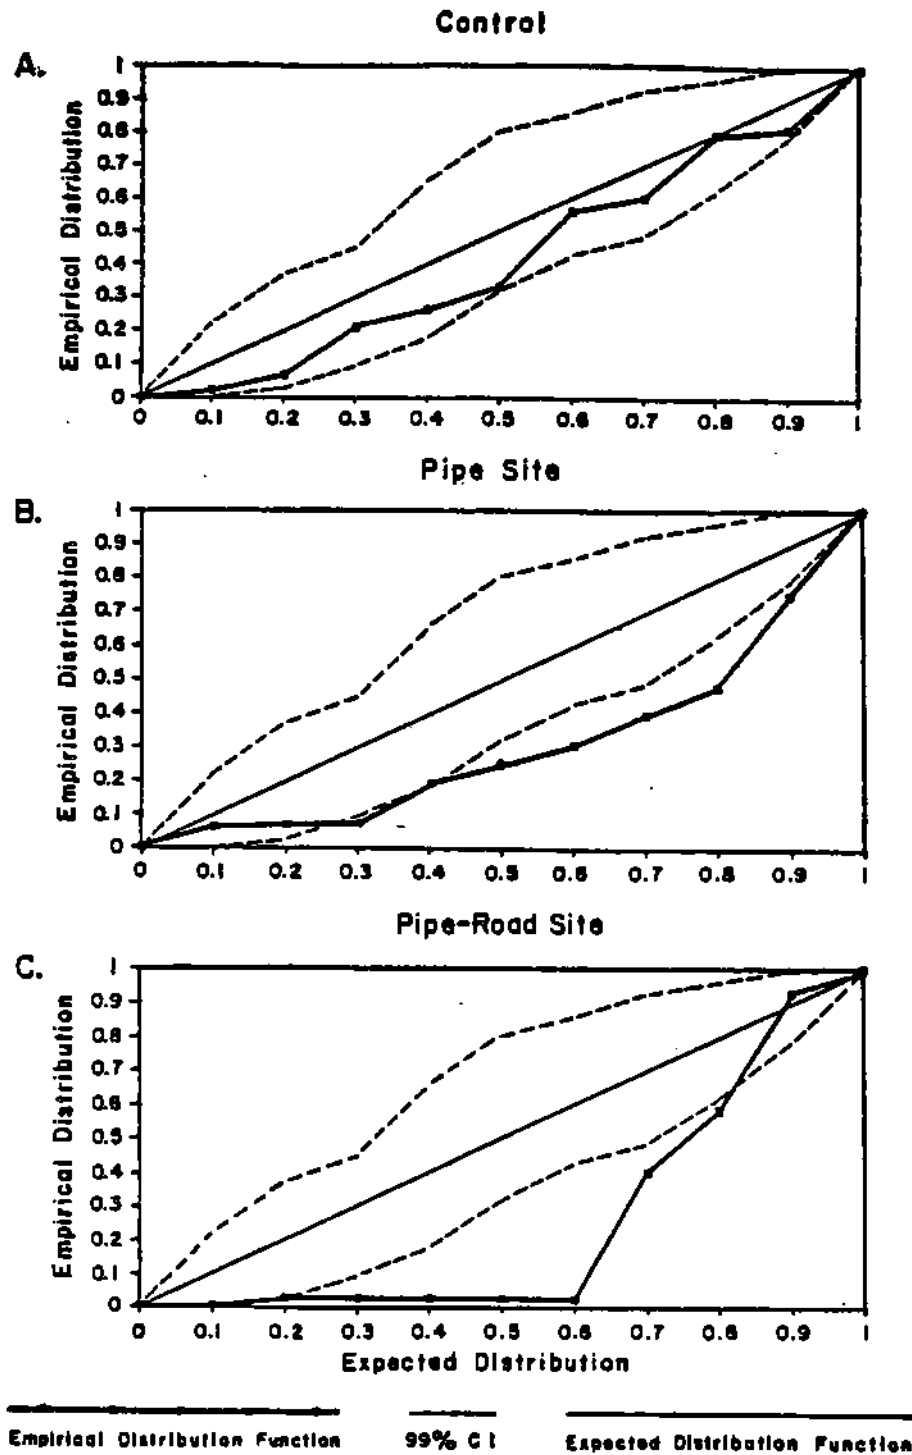 Control
A.
Empirical Distribution
1
0.9
0.8
0.7
0.6
0.5
0.4
0.3
0.2
0.1
0
0 0.1 0.2 0.3 0.4 0.5 0.6 0.7 0.8 0.9 1
Pipe Site
B.
Empirical Distribution
1
0.9
0.8
0.7
0.6
0.5
0.4
0.3
0.2
0.1
0
0 0.1 0.2 0.3 0.4 0.5 0.6 0.7 0.8 0.9 1
Pipe-Road Site
C.
Empirical Distribution
1
0.9
0.8
0.7
0.6
0.5
0.4
0.3
0.2
0.1
0
0 0.1 0.2 0.3 0.4 0.5 0.6 0.7 0.8 0.9 1
Expected Distribution
Empirical Distribution Function 99% CI Expected Distribution Function